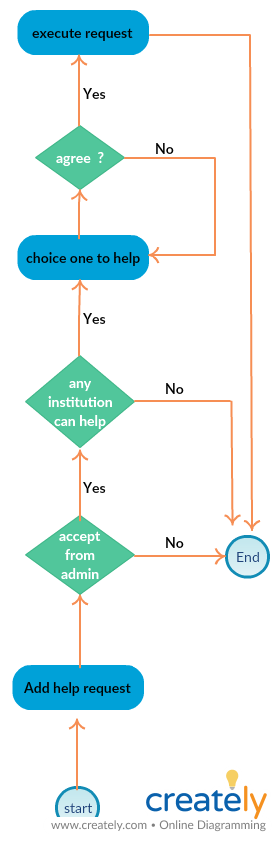 execute request
Yes
agree ?
No
choice one to help
Yes
any
institution
can help
No
Yes
accept
from
admin
No
End
Add help request
start
creately
www.creately.com • Online Diagramming